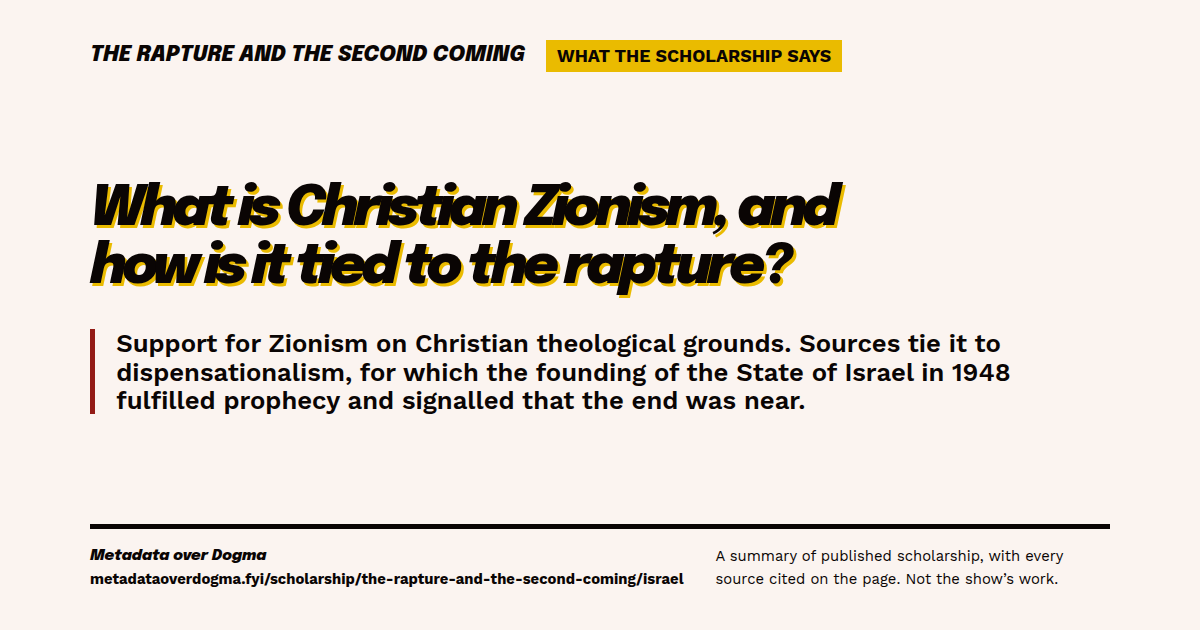 THE RAPTURE AND THE SECOND COMING
WHAT THE SCHOLARSHIP SAYS
What is Christian Zionism, and
how is it tied to the rapture?
Support for Zionism on Christian theological grounds. Sources tie it to
dispensationalism, for which the founding of the State of Israel in 1948
fulfilled prophecy and signalled that the end was near.
Metadata over Dogma
metadataoverdogma.fyi/scholarship/the-rapture-and-the-second-coming/israel
A summary of published scholarship, with every
source cited on the page. Not the show’s work.